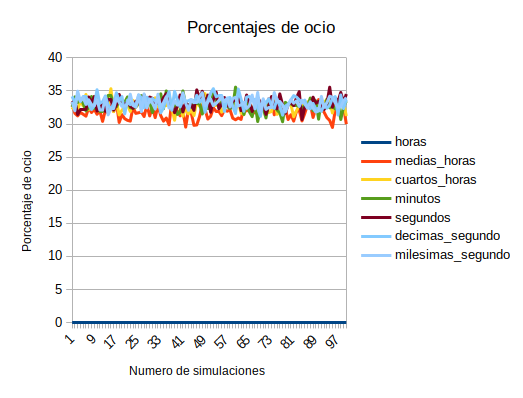 Porcentajes de ocio
Porcentaje de ocio
40
35
30
25
20
15
10
5
0
1
9
17
25
33
41
49
57
65
73
81
89
97
Numero de simulaciones
horas
medias_horas
cuartos_horas
minutos
segundos
decimas_segundo
milesimas_segundo